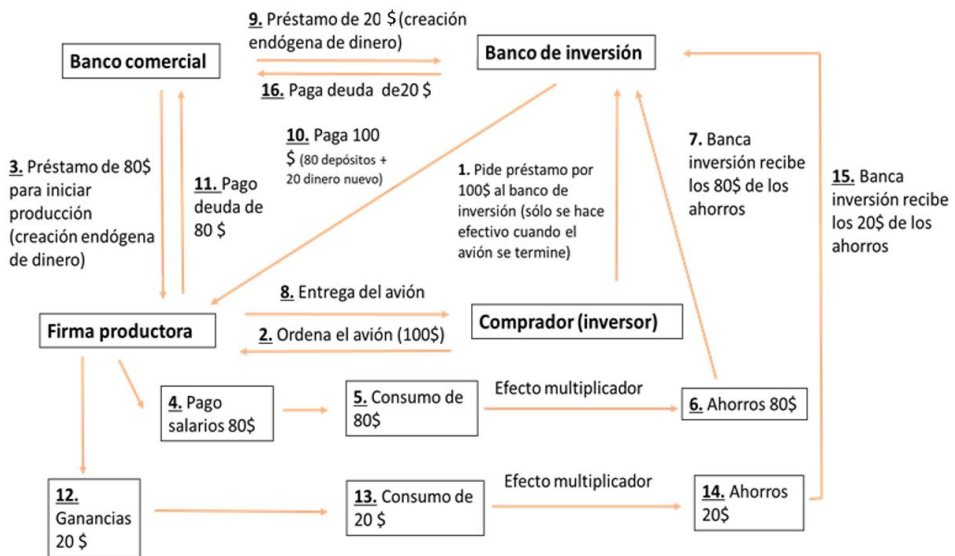 9. Préstamo de 20 $ (creación
endógena de dinero)
Banco comercial
Banco de inversión
16. Paga deuda de20 $
10. Paga 100
$ (80 depósitos +
20 dinero nuevo)
3. Préstamo de 80$
para iniciar
producción
(creación endógena
de dinero)
11. Pago
deuda de
80 $
1. Pide préstamo por
100$ al banco de
inversión (sólo se hace
efectivo cuando el
avión se termine)
7. Banca
inversión recibe
los 80$ de los
ahorros
15. Banca
inversión recibe
los 20$ de los
ahorros
8. Entrega del avión
Firma productora
Comprador (inversor)
2. Ordena el avión (100$)
4. Pago
salarios 80$
5. Consumo de
80$
Efecto multiplicador
6. Ahorros 80$
12.
Ganancias
20 $
13. Consumo de
20 $
Efecto multiplicador
14. Ahorros
20$